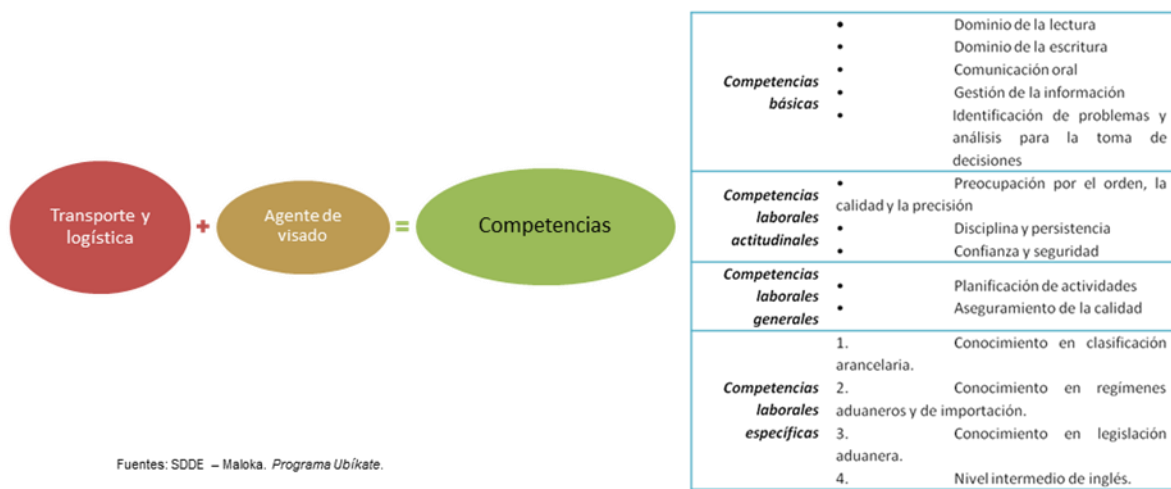 Transporte y
logística
+
Agente de
visado
=
Competencias
Fuentes: SDDE – Maloka. Programa Ubíkate.
Competencias
básicas
• Dominio de la lectura
• Dominio de la escritura
• Comunicación oral
• Gestión de la información
• Identificación de problemas y
análisis para la toma de
decisiones
Competencias
laborales
actitudinales
• Preocupación por el orden, la
calidad y la precisión
• Disciplina y persistencia
• Confianza y seguridad
Competencias
laborales
generales
• Planificación de actividades
• Aseguramiento de la calidad
Competencias
laborales
específicas
1. Conocimiento en clasificación
arancelaria.
2. Conocimiento en regímenes
aduaneros y de importación.
3. Conocimiento en legislación
aduanera.
4. Nivel intermedio de inglés.